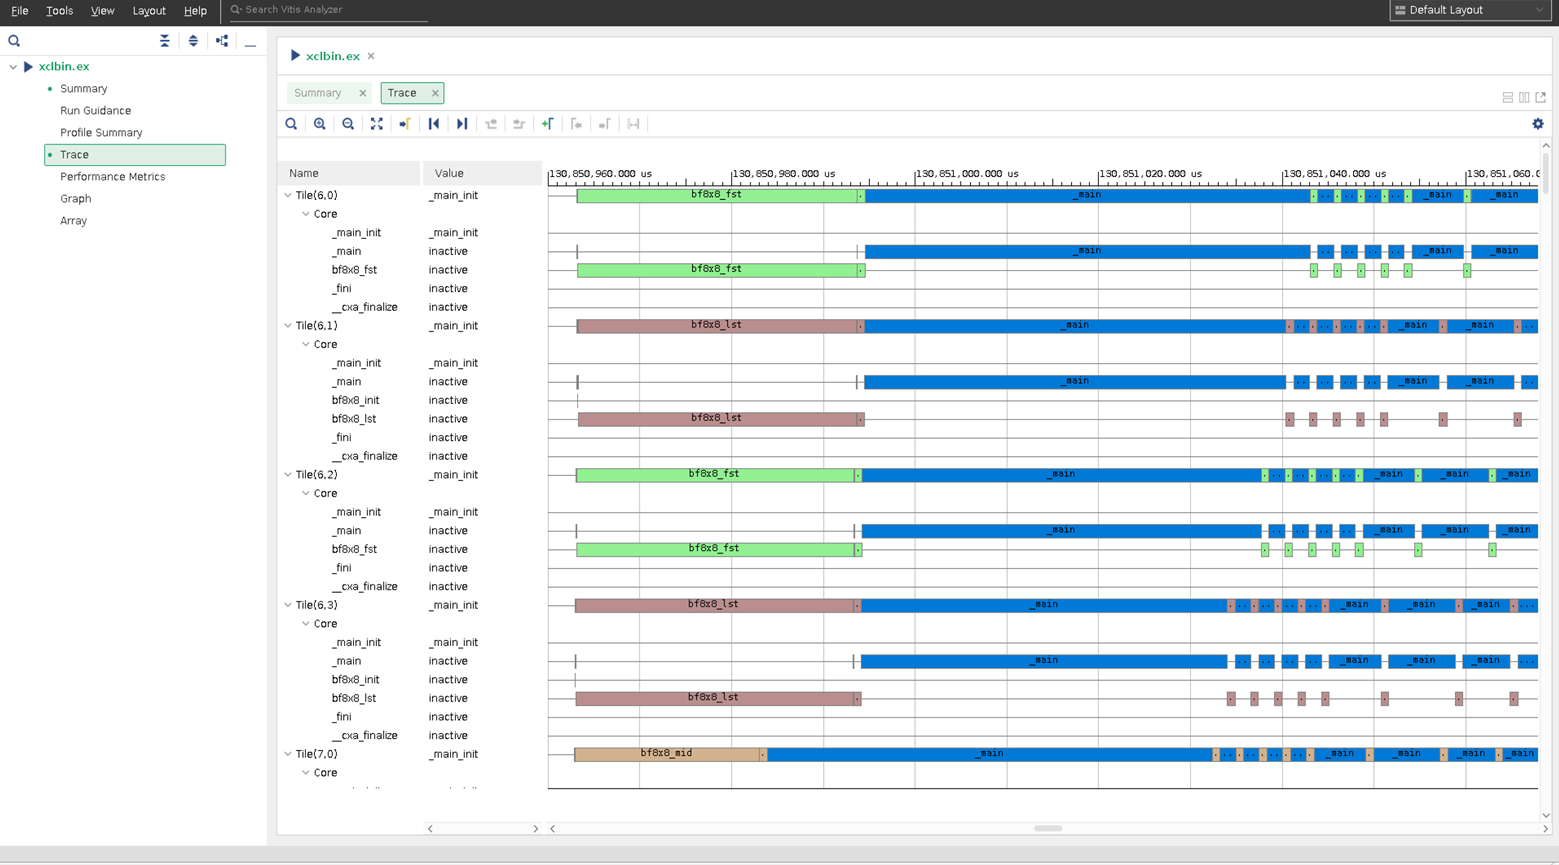 File Tools View Layout Help Search Vitis Analyzer Default Layout
xclbin.ex
Summary
Run Guidance
Profile Summary
Trace
Performance Metrics
Graph
Array
xclbin.ex
Summary Trace
Name Value 130,850,960.000 us 130,850,980.000 us 130,851,000.000 us 130,851,020.000 us 130,851,040.000 us 130,851,060.0
Tile(6,0) _main_init bf8x8_fst . _main . .. . .. . .. . .. . _main . _main
Core
_main_init _main_init
_main inactive _main .. .. .. .. _main _main
bf8x8_fst inactive bf8x8_fst . . . . . . .
_fini inactive
__cxa_finalize inactive
Tile(6,1) _main_init bf8x8_lst . _main . .. . .. . .. . .. . _main . _main . ..
Core
_main_init _main_init
_main inactive _main .. .. .. .. _main _main ..
bf8x8_init inactive
bf8x8_lst inactive bf8x8_lst . . . . . . . .
_fini inactive
__cxa_finalize inactive
Tile(6,2) _main_init bf8x8_fst . _main . .. . .. . .. . .. . _main . _main . _main
Core
_main_init _main_init
_main inactive _main .. .. .. .. _main _main _main
bf8x8_fst inactive bf8x8_fst . . . . . . . .
_fini inactive
__cxa_finalize inactive
Tile(6,3) _main_init bf8x8_lst . _main . .. . .. . .. . .. . _main . _main . _main . ...
Core
_main_init _main_init
_main inactive _main .. .. .. .. _main _main _main ...
bf8x8_init inactive
bf8x8_lst inactive bf8x8_lst . . . . . . . . .
_fini inactive
__cxa_finalize inactive
Tile(7,0) _main_init bf8x8_mid . _main . .. . .. . .. . .. . _main . _main . _main . _main
Core